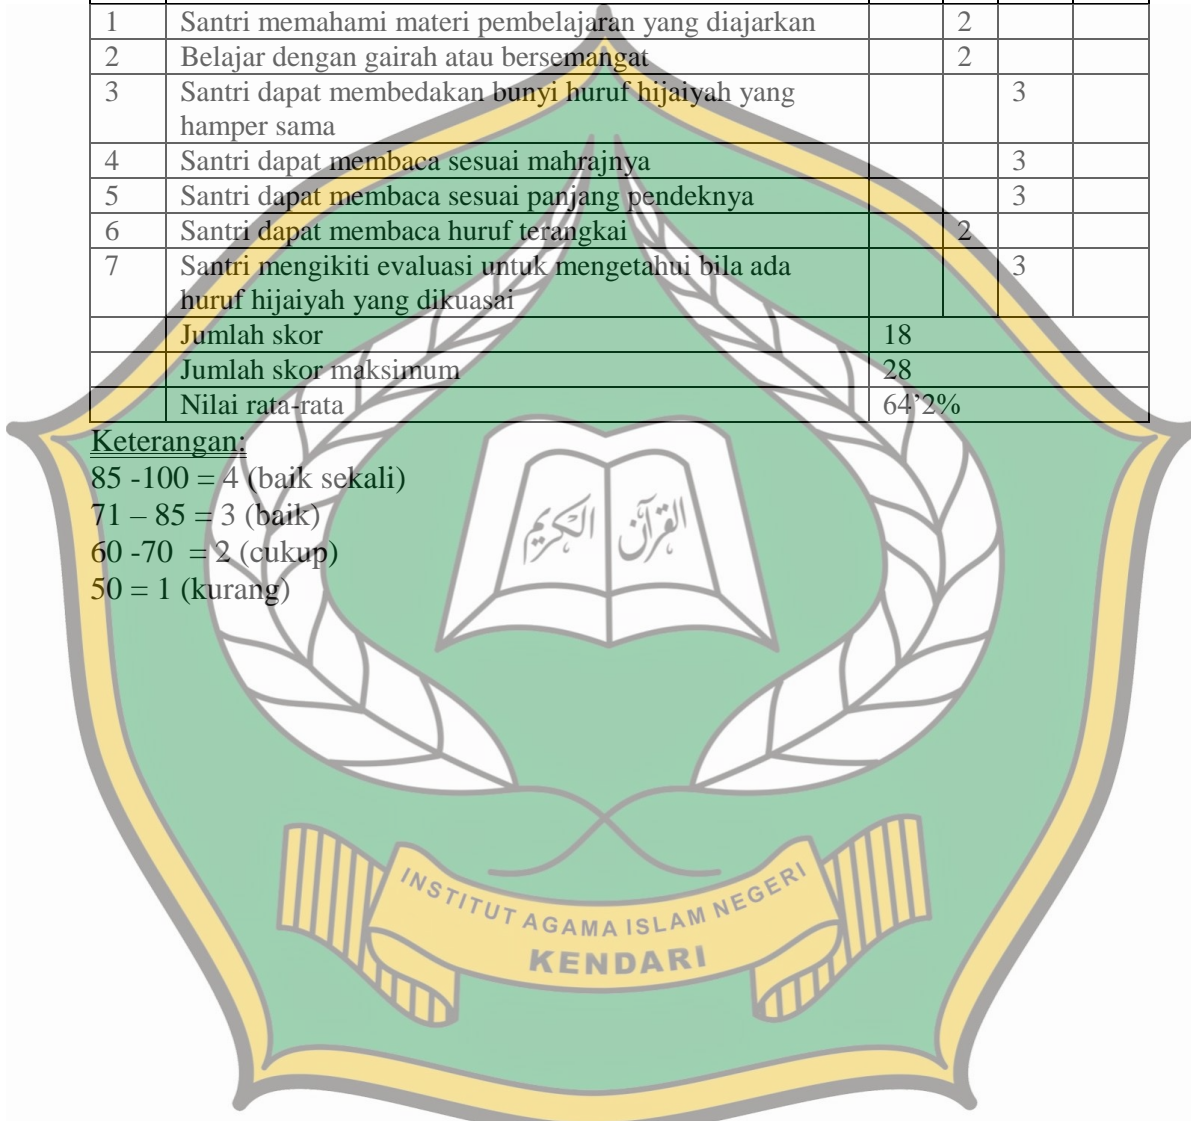 1 Santri memahami materi pembelajaran yang diajarkan 2
2 Belajar dengan gairah atau bersemangat 2
3 Santri dapat membedakan bunyi huruf hijaiyah yang 3
hamper sama
4 Santri dapat membaca sesuai mahrajnya 3
5 Santri dapat membaca sesuai panjang pendeknya 3
6 Santri dapat membaca huruf terangkai 2
7 Santri mengikiti evaluasi untuk mengetahui bila ada 3
huruf hijaiyah yang dikuasai
Jumlah skor 18
Jumlah skor maksimum 28
Nilai rata-rata 64’2%
Keterangan:
85 -100 = 4 (baik sekali)
71 – 85 = 3 (baik)
60 -70 = 2 (cukup)
50 = 1 (kurang)
القرآن الكريم
INSTITUT AGAMA ISLAM NEGERI
KENDARI